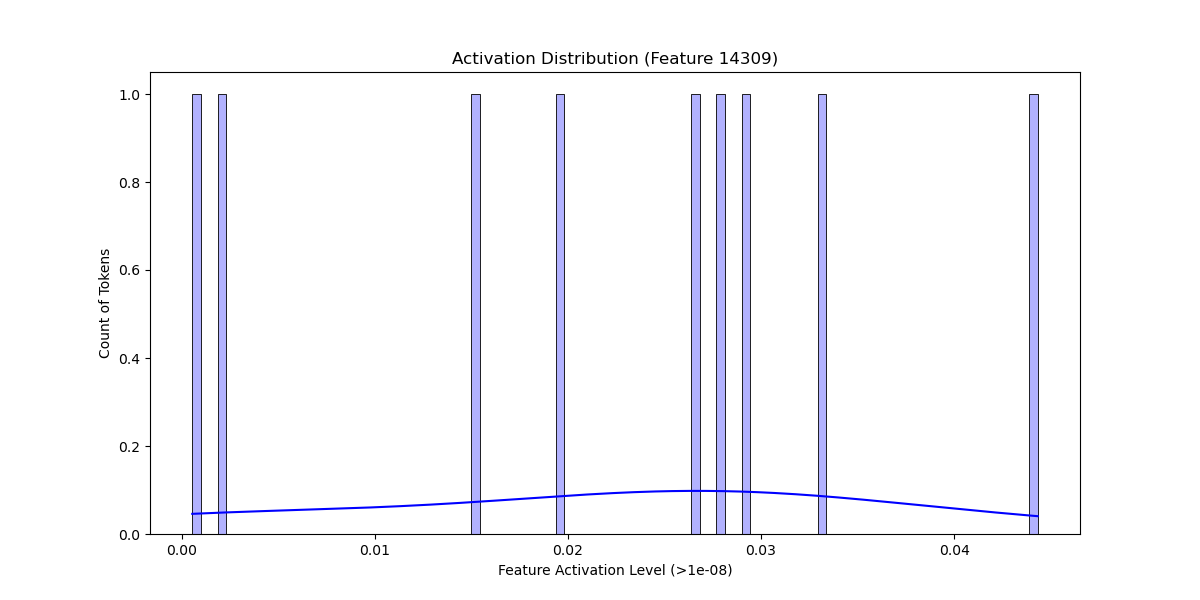 Activation Distribution (Feature 14309)
Count of Tokens
1.0
0.8
0.6
0.4
0.2
0.0
0.00 0.01 0.02 0.03 0.04
Feature Activation Level (>1e-08)